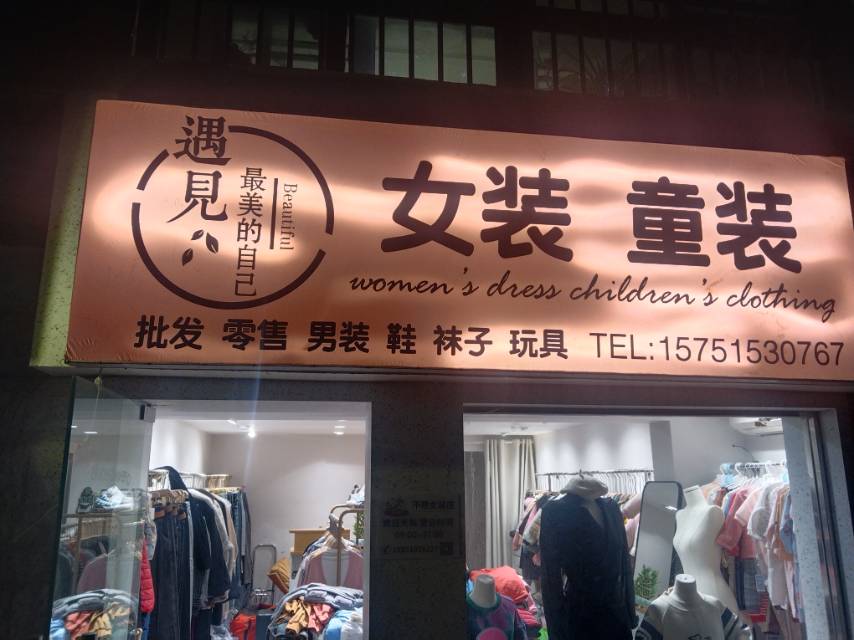 遇見
最美的自己
Beautiful
女装 童装
women's dress children's clothing
批发 零售 男装 鞋 袜子 玩具 TEL:15751530767